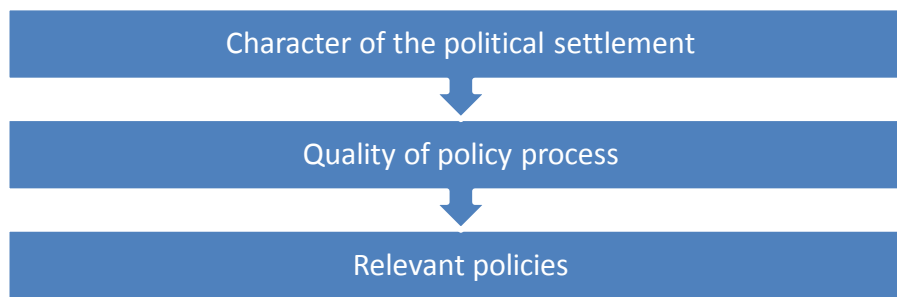 Character of the political settlement
Quality of policy process
Relevant policies